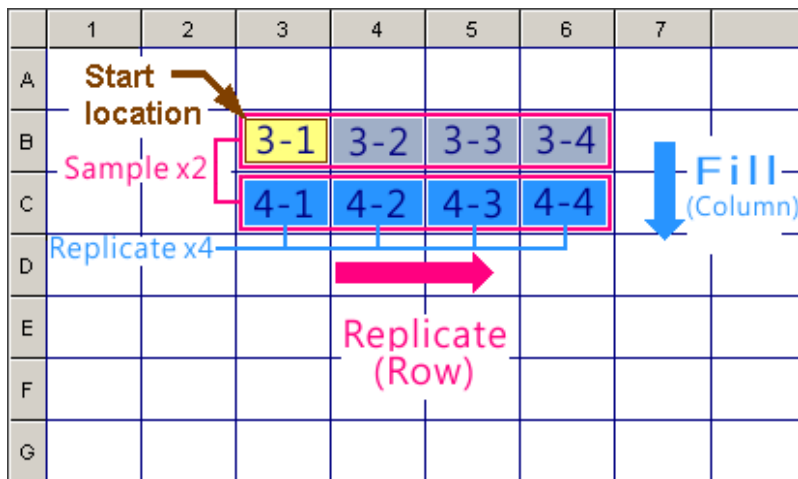 1 2 3 4 5 6 7
A
Start
location
B
3-1 3-2 3-3 3-4
Sample x2
Fill
(Column)
C
4-1 4-2 4-3 4-4
Replicate x4
D
Replicate
(Row)
E
F
G